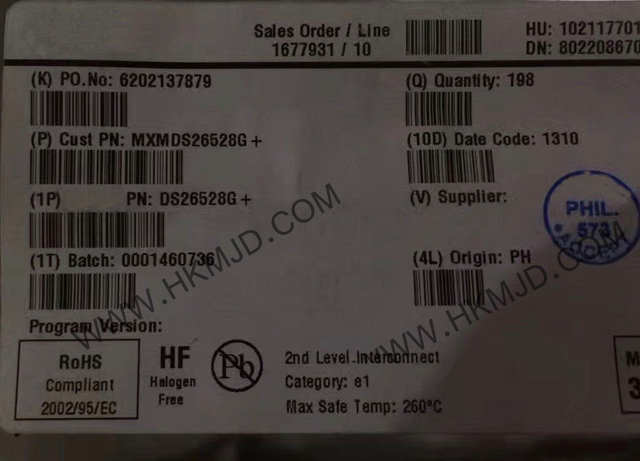 Sales Order / Line
1677931 / 10
HU: 102117701
DN: 802208670
(K) PO.No: 6202137879
(Q) Quantity: 198
(P) Cust PN: MXMDS26528G+
(10D) Date Code: 1310
(1P) PN: DS26528G+
(V) Supplier:
PHIL.
573
ACCEPT
(1T) Batch: 0001460736
(4L) Origin: PH
Program Version:
RoHS
Compliant
2002/95/EC
HF
Halogen
Free
Pb
2nd Level Interconnect
Category: e1
Max Safe Temp: 260°C
M
3
WWW.HKMJD.COM
WWW.HKMJD.COM